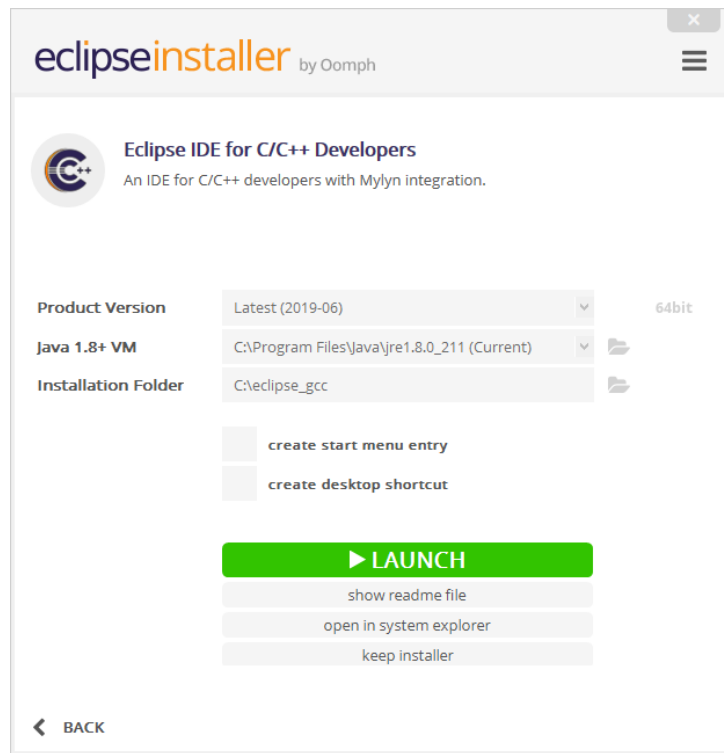 eclipseinstaller by Oomph
C++
Eclipse IDE for C/C++ Developers
An IDE for C/C++ developers with Mylyn integration.
Product Version Latest (2019-06) 64bit
Java 1.8+ VM C:\Program Files\Java\jre1.8.0_211 (Current)
Installation Folder C:\eclipse_gcc
create start menu entry
create desktop shortcut
LAUNCH
show readme file
open in system explorer
keep installer
BACK